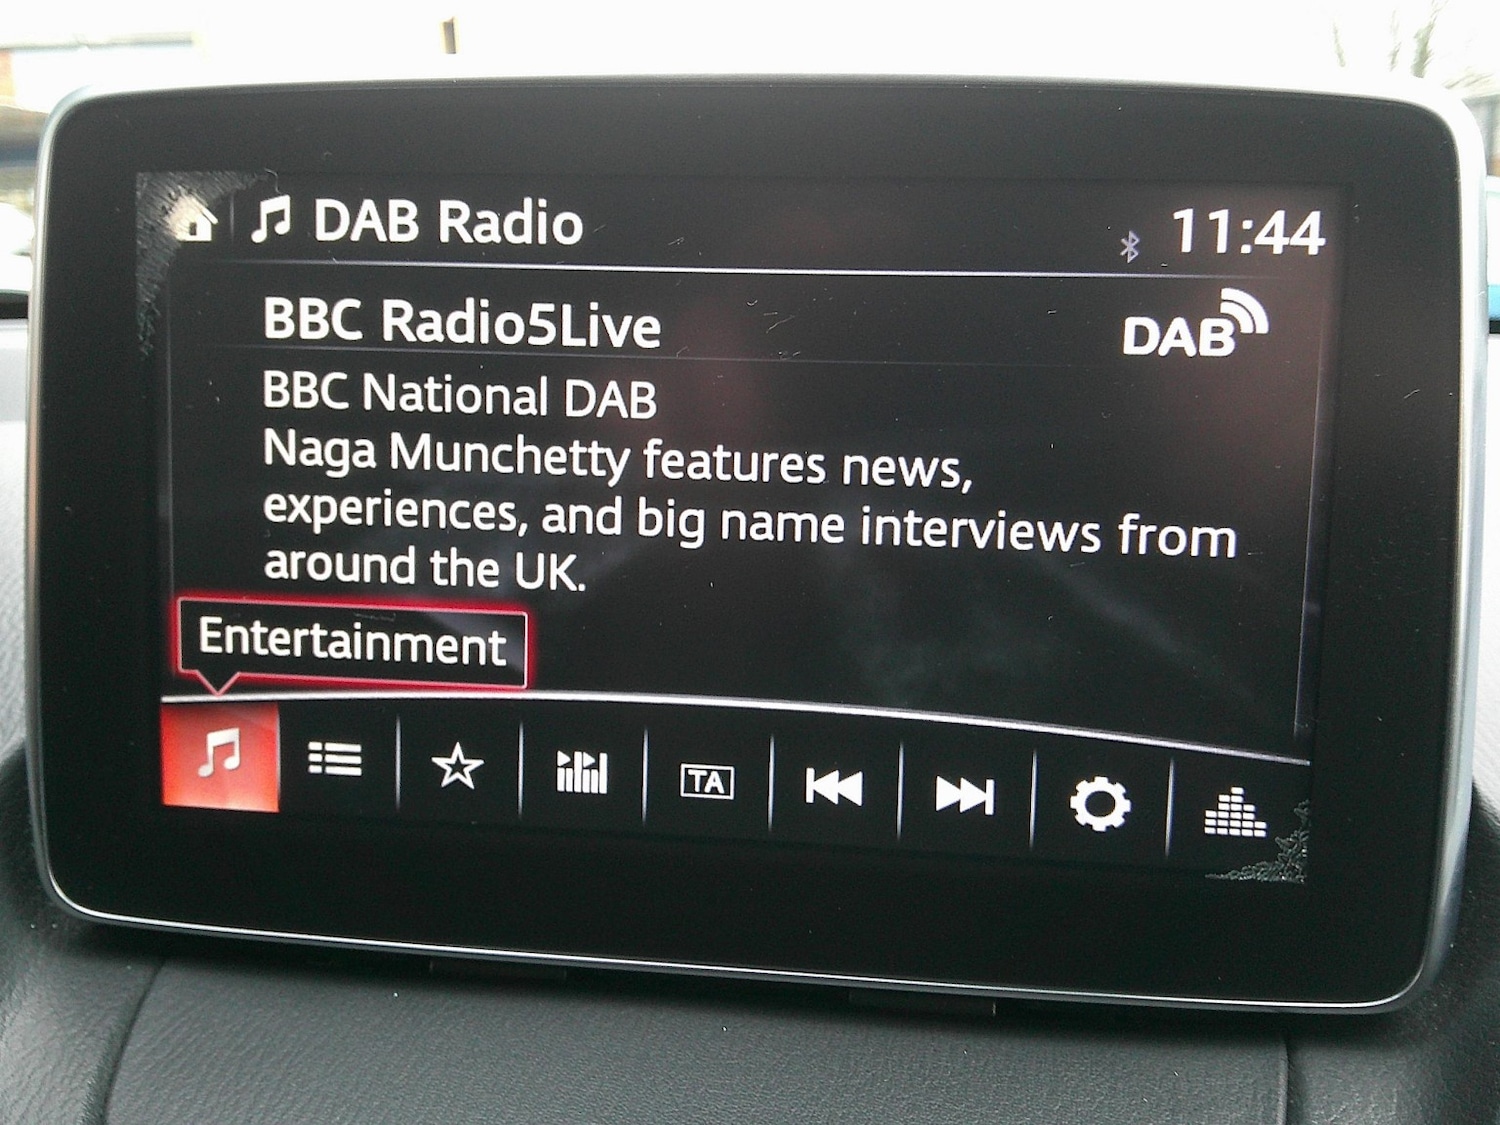 DAB Radio
11:44
BBC Radio5Live
DAB
BBC National DAB
Naga Munchetty features news,
experiences, and big name interviews from
around the UK.
Entertainment
TA